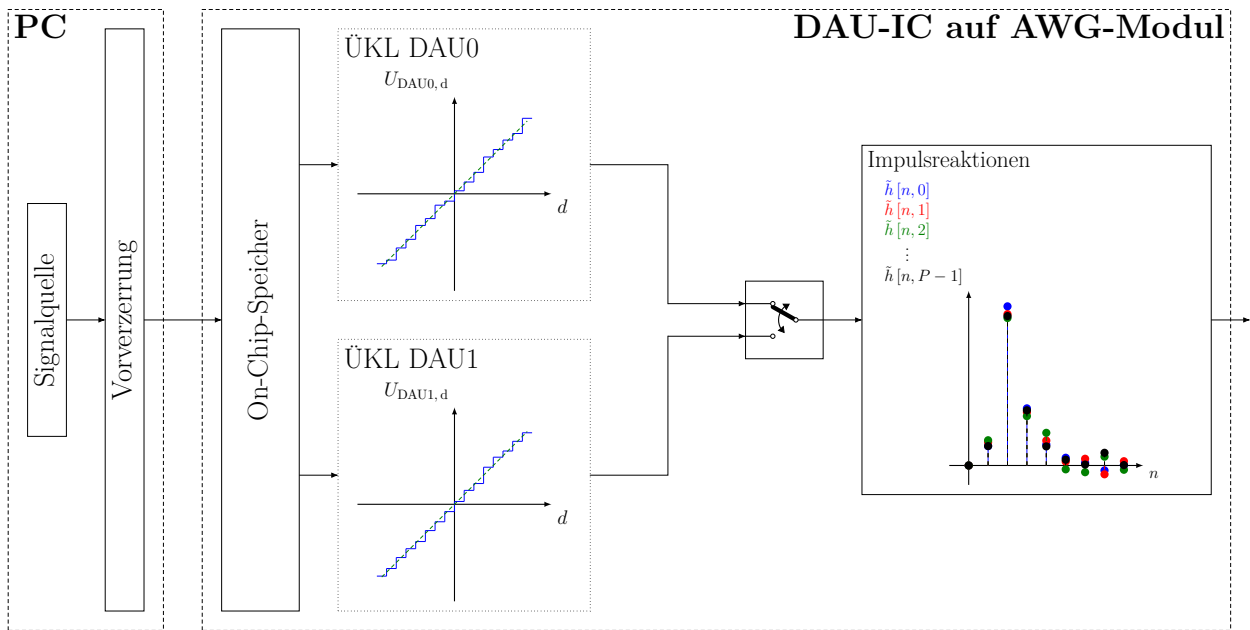 PC
DAU-IC auf AWG-Modul
Signalquelle
Vorverzerrung
On-Chip-Speicher
ÜKL DAU0
U_DAU0, d
d
ÜKL DAU1
U_DAU1, d
d
Impulsreaktionen
h̃ [n, 0]
h̃ [n, 1]
h̃ [n, 2]
⋮
h̃ [n, P − 1]
n